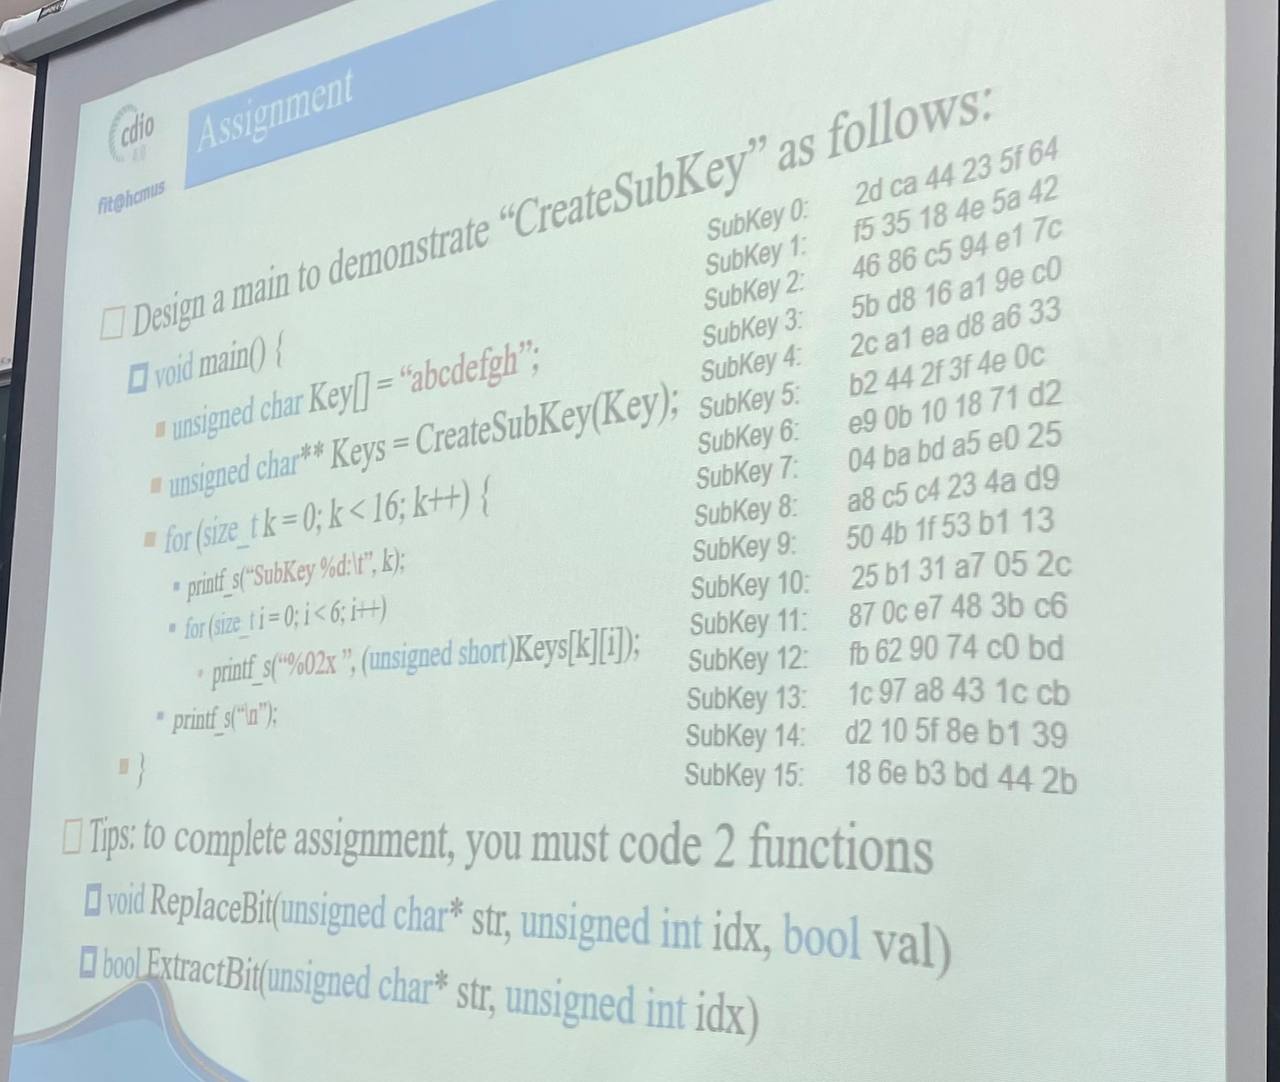 cdio
4.0
fit@hcmus
Assignment
Design a main to demonstrate “CreateSubKey” as follows:
void main() {
unsigned char Key[] = “abcdefgh”;
unsigned char** Keys = CreateSubKey(Key);
for (size_t k = 0; k < 16; k++) {
printf_s(“SubKey %d:\t”, k);
for (size_t i = 0; i < 6; i++)
printf_s(“%02x ”, (unsigned short)Keys[k][i]);
printf_s(“\n”);
}
SubKey 0: 2d ca 44 23 5f 64
SubKey 1: f5 35 18 4e 5a 42
SubKey 2: 46 86 c5 94 e1 7c
SubKey 3: 5b d8 16 a1 9e c0
SubKey 4: 2c a1 ea d8 a6 33
SubKey 5: b2 44 2f 3f 4e 0c
SubKey 6: e9 0b 10 18 71 d2
SubKey 7: 04 ba bd a5 e0 25
SubKey 8: a8 c5 c4 23 4a d9
SubKey 9: 50 4b 1f 53 b1 13
SubKey 10: 25 b1 31 a7 05 2c
SubKey 11: 87 0c e7 48 3b c6
SubKey 12: fb 62 90 74 c0 bd
SubKey 13: 1c 97 a8 43 1c cb
SubKey 14: d2 10 5f 8e b1 39
SubKey 15: 18 6e b3 bd 44 2b
Tips: to complete assignment, you must code 2 functions
void ReplaceBit(unsigned char* str, unsigned int idx, bool val)
bool ExtractBit(unsigned char* str, unsigned int idx)